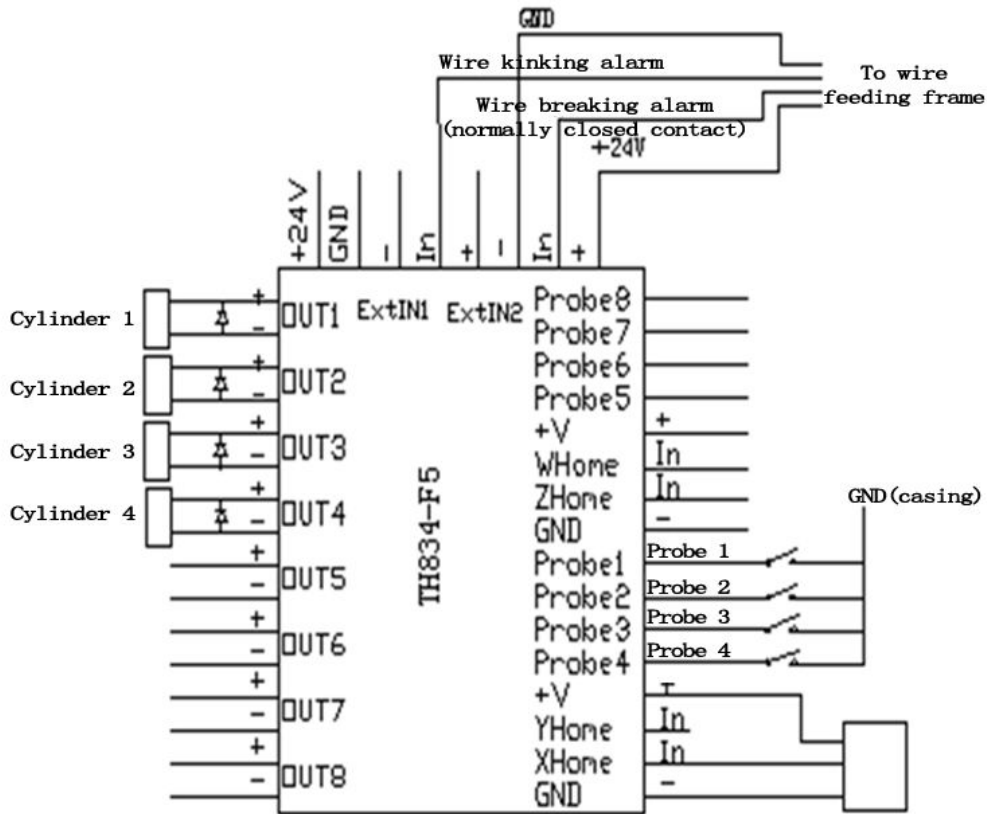 GND
Wire kinking alarm
To wire
feeding frame
Wire breaking alarm
(normally closed contact)
+24V
+24V
GND
-
In
+
-
In
+
ExtIN1
ExtIN2
Cylinder 1
+
-
OUT1
Cylinder 2
+
-
OUT2
Cylinder 3
+
-
OUT3
Cylinder 4
+
-
OUT4
+
-
OUT5
+
-
OUT6
+
-
OUT7
+
-
OUT8
TH834-F5
Probe8
Probe7
Probe6
Probe5
+V
+
WHome
In
ZHome
In
GND
-
GND(casing)
Probe1
Probe 1
Probe2
Probe 2
Probe3
Probe 3
Probe4
Probe 4
+V
YHome
In
XHome
In
GND
-